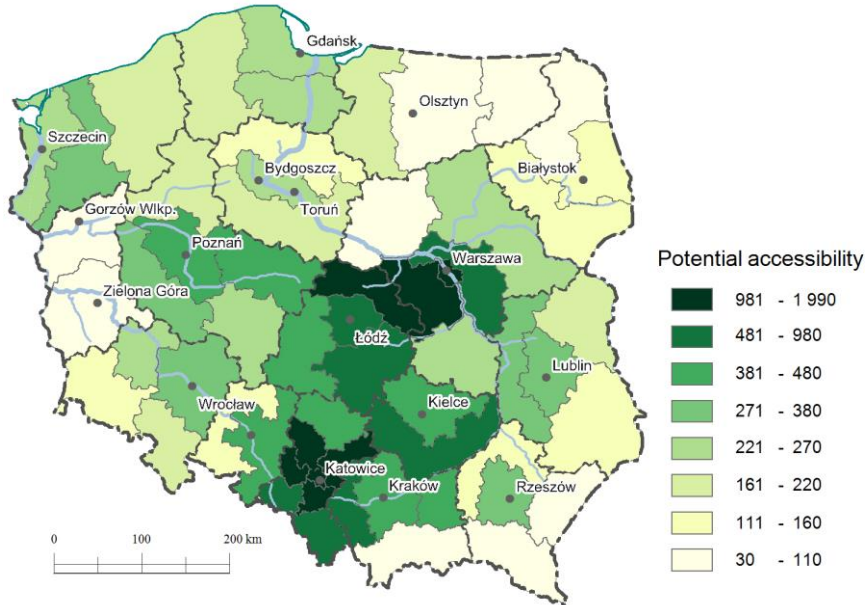 Gdańsk
Olsztyn
Szczecin
Białystok
Bydgoszcz
Toruń
Gorzów Wlkp.
Poznań
Warszawa
Zielona Góra
Łódź
Lublin
Wrocław
Kielce
Katowice
Kraków
Rzeszów
0 100 200 km
Potential accessibility
981 - 1 990
481 - 980
381 - 480
271 - 380
221 - 270
161 - 220
111 - 160
30 - 110